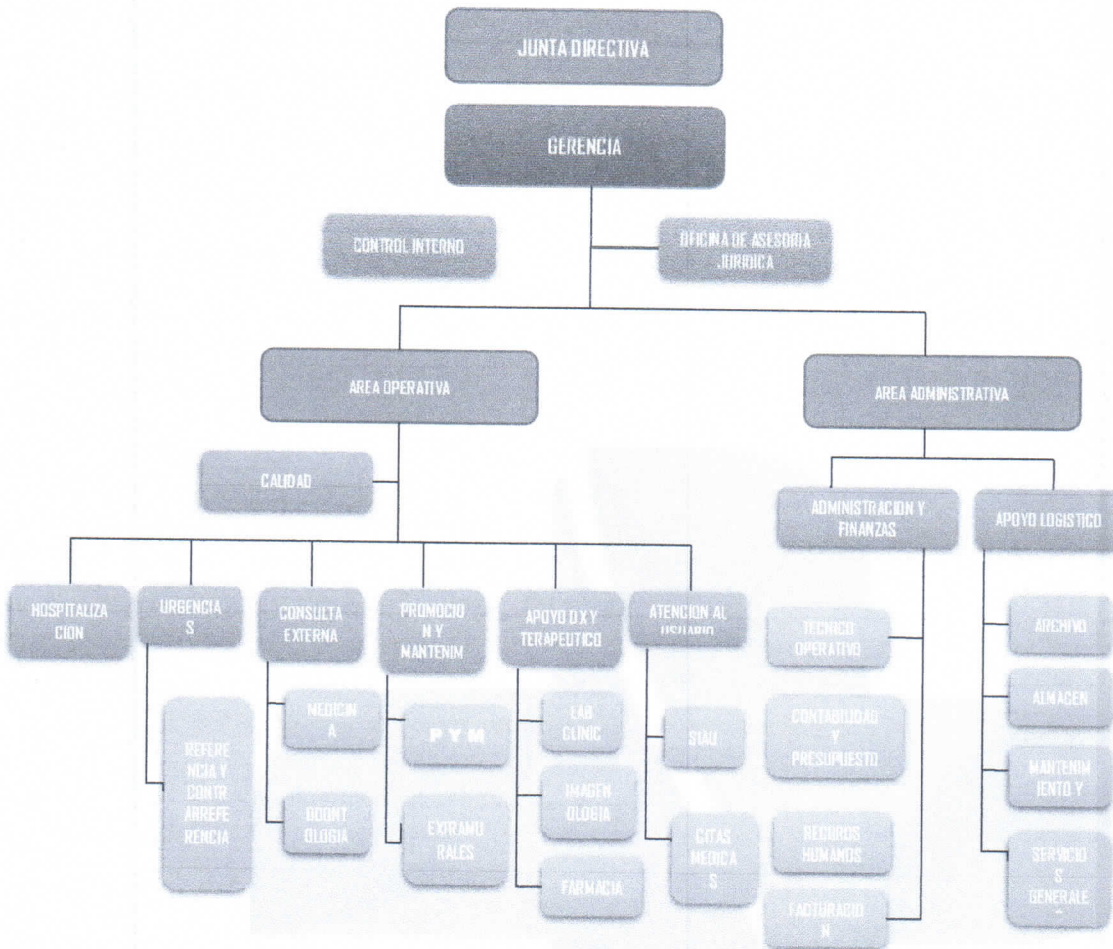 JUNTA DIRECTIVA
GERENCIA
CONTROL INTERNO
OFICINA DE ASESORIA
JURIDICA
AREA OPERATIVA
AREA ADMINISTRATIVA
CALIDAD
ADMINISTRACION Y
FINANZAS
APOYO LOGISTICO
HOSPITALIZA
CION
URGENCIA
S
CONSULTA
EXTERNA
PROMOCIO
N Y
MANTENIM
APOYO DX Y
TERAPEUTICO
ATENCION AL
USUARIO
REFERE
NCIA Y
CONTR
ARREFE
RENCIA
MEDICIN
A
ODONT
OLOGIA
P Y M
EXTRAMU
RALES
LAB
CLINIC
IMAGEN
OLOGIA
FARMACIA
SIAU
CITAS
MEDICA
S
TECNICO
OPERATIVO
CONTABILIDAD
Y
PRESUPUESTO
HUMANOS
FACTURACIO
N
ARCHIVO
ALMACEN
MANTENIM
IENTO Y
SERVICIO
S
GENERALE